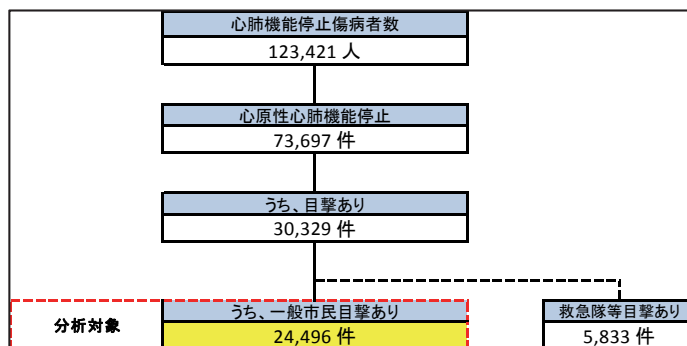 心肺機能停止傷病者数
123,421 人
心原性心肺機能停止
73,697 件
うち、目撃あり
30,329 件
分析対象
うち、一般市民目撃あり
24,496 件
救急隊等目撃あり
5,833 件